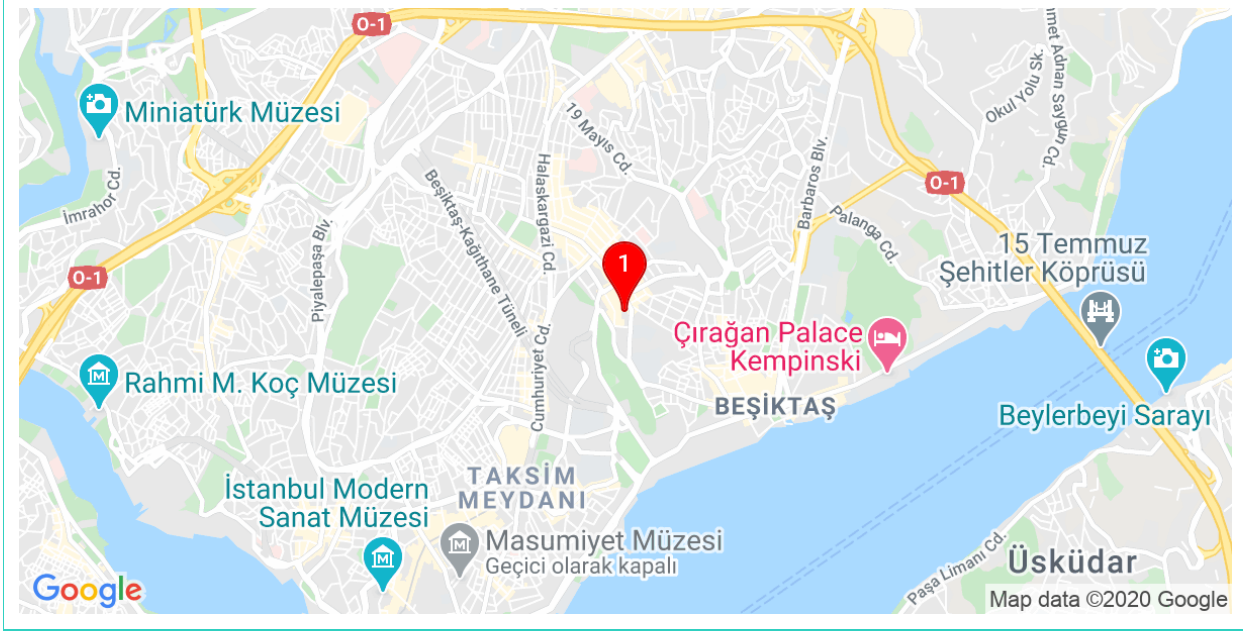 O-1
Miniatürk Müzesi
19 Mayıs Cd.
Okul Yolu Sk.
met Adnan Saygun Cd.
İmrahor Cd.
Halaskargazi Cd.
Beşiktaş-Kağıthane Tüneli
Barbaros Blv.
O-1
Palanga Cd.
Piyalepaşa Blv.
O-1
1
15 Temmuz
Şehitler Köprüsü
Çırağan Palace
Kempinski
Cumhuriyet Cd.
Rahmi M. Koç Müzesi
BEŞİKTAŞ
Beylerbeyi Sarayı
TAKSİM
MEYDANI
İstanbul Modern
Sanat Müzesi
Masumiyet Müzesi
Geçici olarak kapalı
Paşa Limanı Cd.
Üsküdar
Google
Map data ©2020 Google